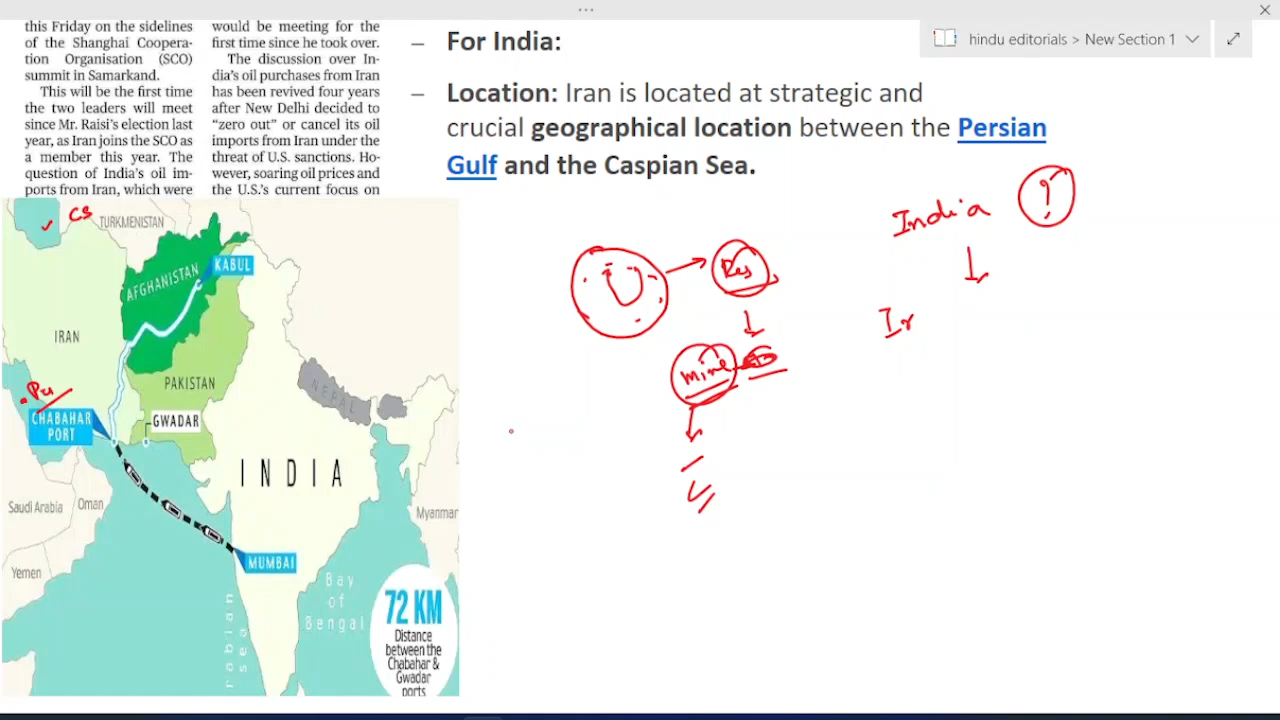 this Friday on the sidelines
of the Shanghai Coopera-
tion Organisation (SCO)
summit in Samarkand.
This will be the first time
the two leaders will meet
since Mr. Raisi's election last
year, as Iran joins the SCO as
a member this year. The
question of India's oil im-
ports from Iran, which were
would be meeting for the
first time since he took over.
The discussion over In-
dia's oil purchases from Iran
has been revived four years
after New Delhi decided to
"zero out" or cancel its oil
imports from Iran under the
threat of U.S. sanctions. Ho-
wever, soaring oil prices and
the U.S.'s current focus on
– For India:
– Location: Iran is located at strategic and
crucial geographical location between the Persian
Gulf and the Caspian Sea.
hindu editorials > New Section 1
CS
TURKMENISTAN
AFGHANISTAN
KABUL
IRAN
PAKISTAN
CHABAHAR
PORT
GWADAR
NEPAL
INDIA
Saudi Arabia
Oman
Yemen
Myanmar
MUMBAI
Bay
of
Bengal
Arabian
sea
72 KM
Distance
between the
Chabahar &
Gwadar
ports
India ?
U
Res
mine
Ir